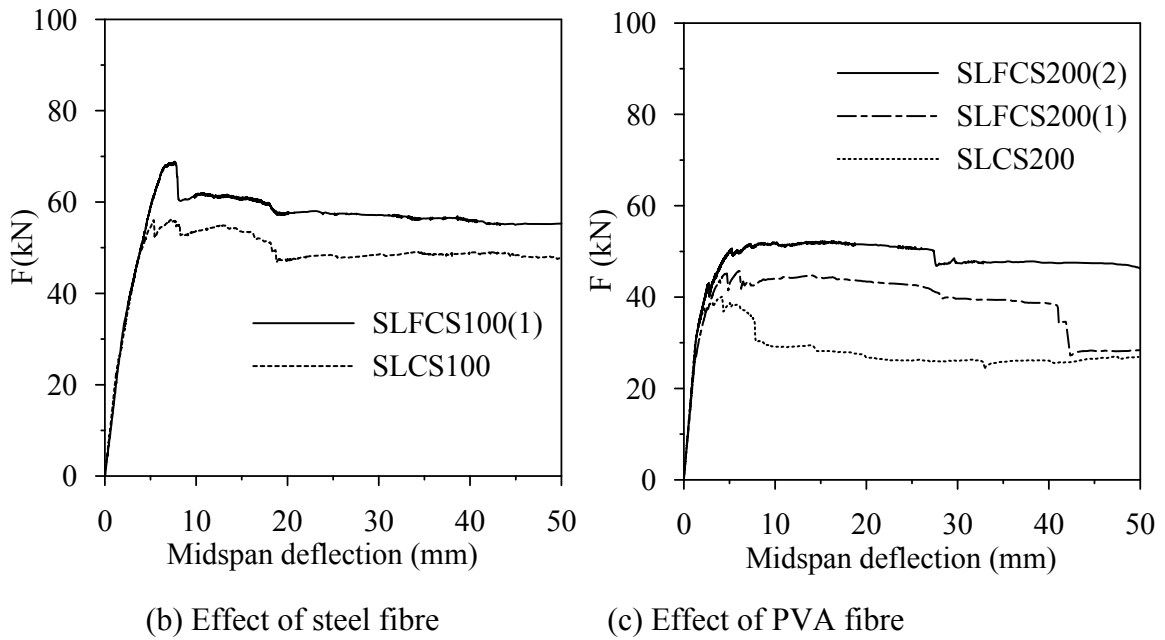 100
80
60
40
20
0
F(kN)
SLFCS100(1)
SLCS100
0 10 20 30 40 50
Midspan deflection (mm)
(b) Effect of steel fibre
100
80
60
40
20
0
F (kN)
SLFCS200(2)
SLFCS200(1)
SLCS200
0 10 20 30 40 50
Midspan deflection (mm)
(c) Effect of PVA fibre